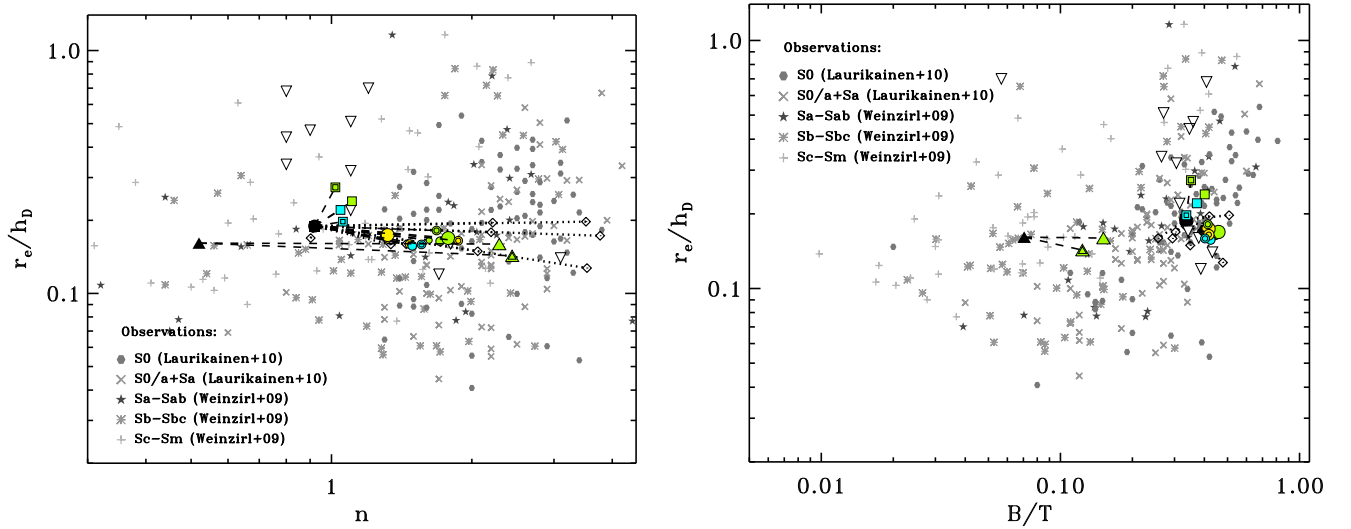 1.0
0.1
r_e/h_D
Observations:
S0 (Laurikainen+10)
S0/a+Sa (Laurikainen+10)
Sa-Sab (Weinzirl+09)
Sb-Sbc (Weinzirl+09)
Sc-Sm (Weinzirl+09)
1
n
1.0
0.1
r_e/h_D
Observations:
S0 (Laurikainen+10)
S0/a+Sa (Laurikainen+10)
Sa-Sab (Weinzirl+09)
Sb-Sbc (Weinzirl+09)
Sc-Sm (Weinzirl+09)
0.01 0.10 1.00
B/T